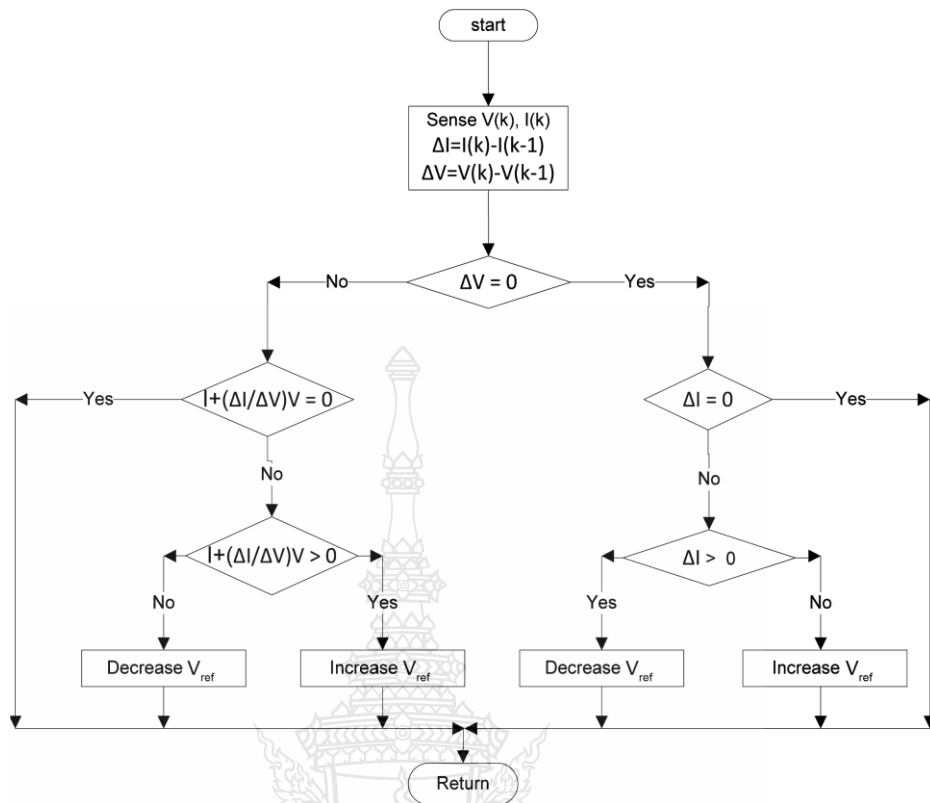 start
Sense V(k), I(k)
ΔI=I(k)-I(k-1)
ΔV=V(k)-V(k-1)
No
ΔV = 0
Yes
Yes
I+(ΔI/ΔV)V = 0
ΔI = 0
Yes
No
No
I+(ΔI/ΔV)V > 0
ΔI > 0
No
Yes
Yes
No
Decrease Vref
Increase Vref
Decrease Vref
Increase Vref
Return